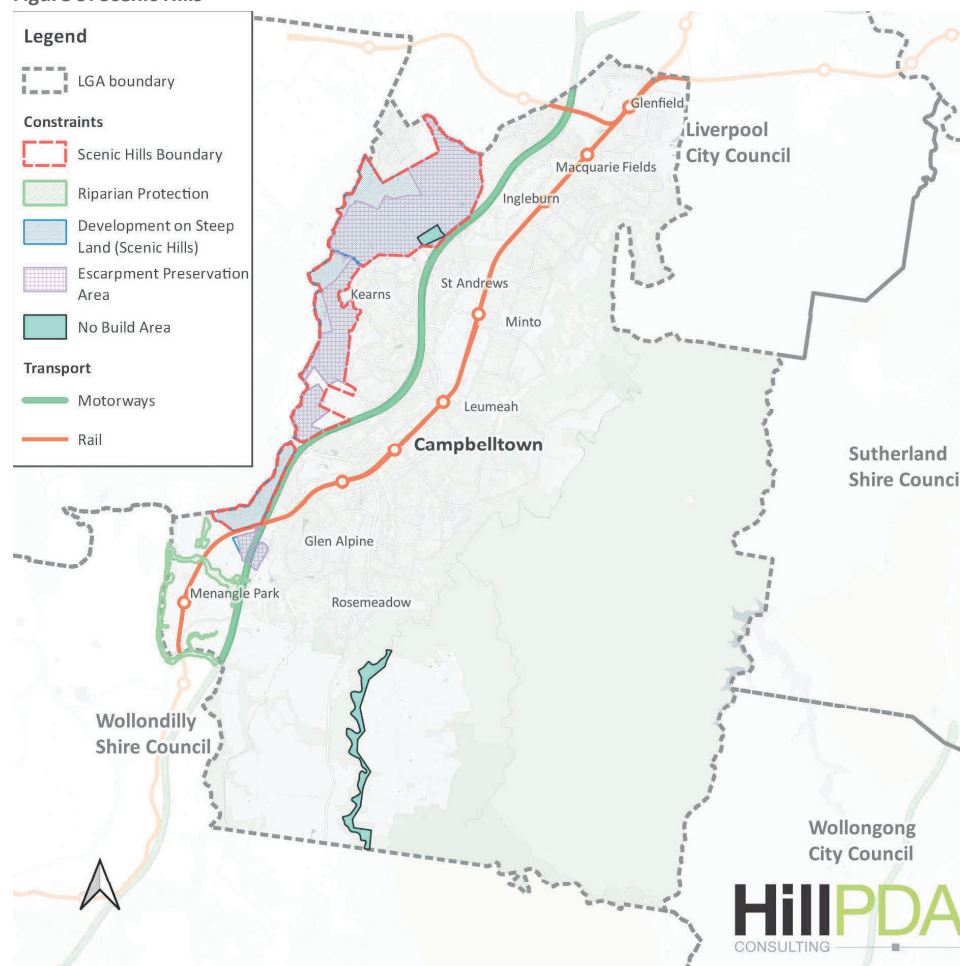 Legend
LGA boundary
Constraints
Scenic Hills Boundary
Riparian Protection
Development on Steep
Land (Scenic Hills)
Escarpment Preservation
Area
No Build Area
Transport
Motorways
Rail
Glenfield
Liverpool
City Council
Macquarie Fields
Ingleburn
St Andrews
Kearns
Minto
Leumeah
Campbelltown
Sutherland
Shire Counci
Glen Alpine
Menangle Park
Rosemeadow
Wollondilly
Shire Council
Wollongong
City Council
HillPDA
CONSULTING